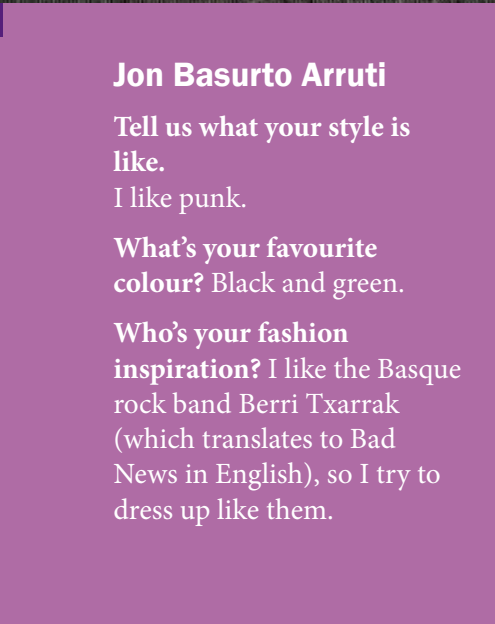 Jon Basurto Arruti
Tell us what your style is
like.
I like punk.
What's your favourite
colour? Black and green.
Who's your fashion
inspiration? I like the Basque
rock band Berri Txarrak
(which translates to Bad
News in English), so I try to
dress up like them.